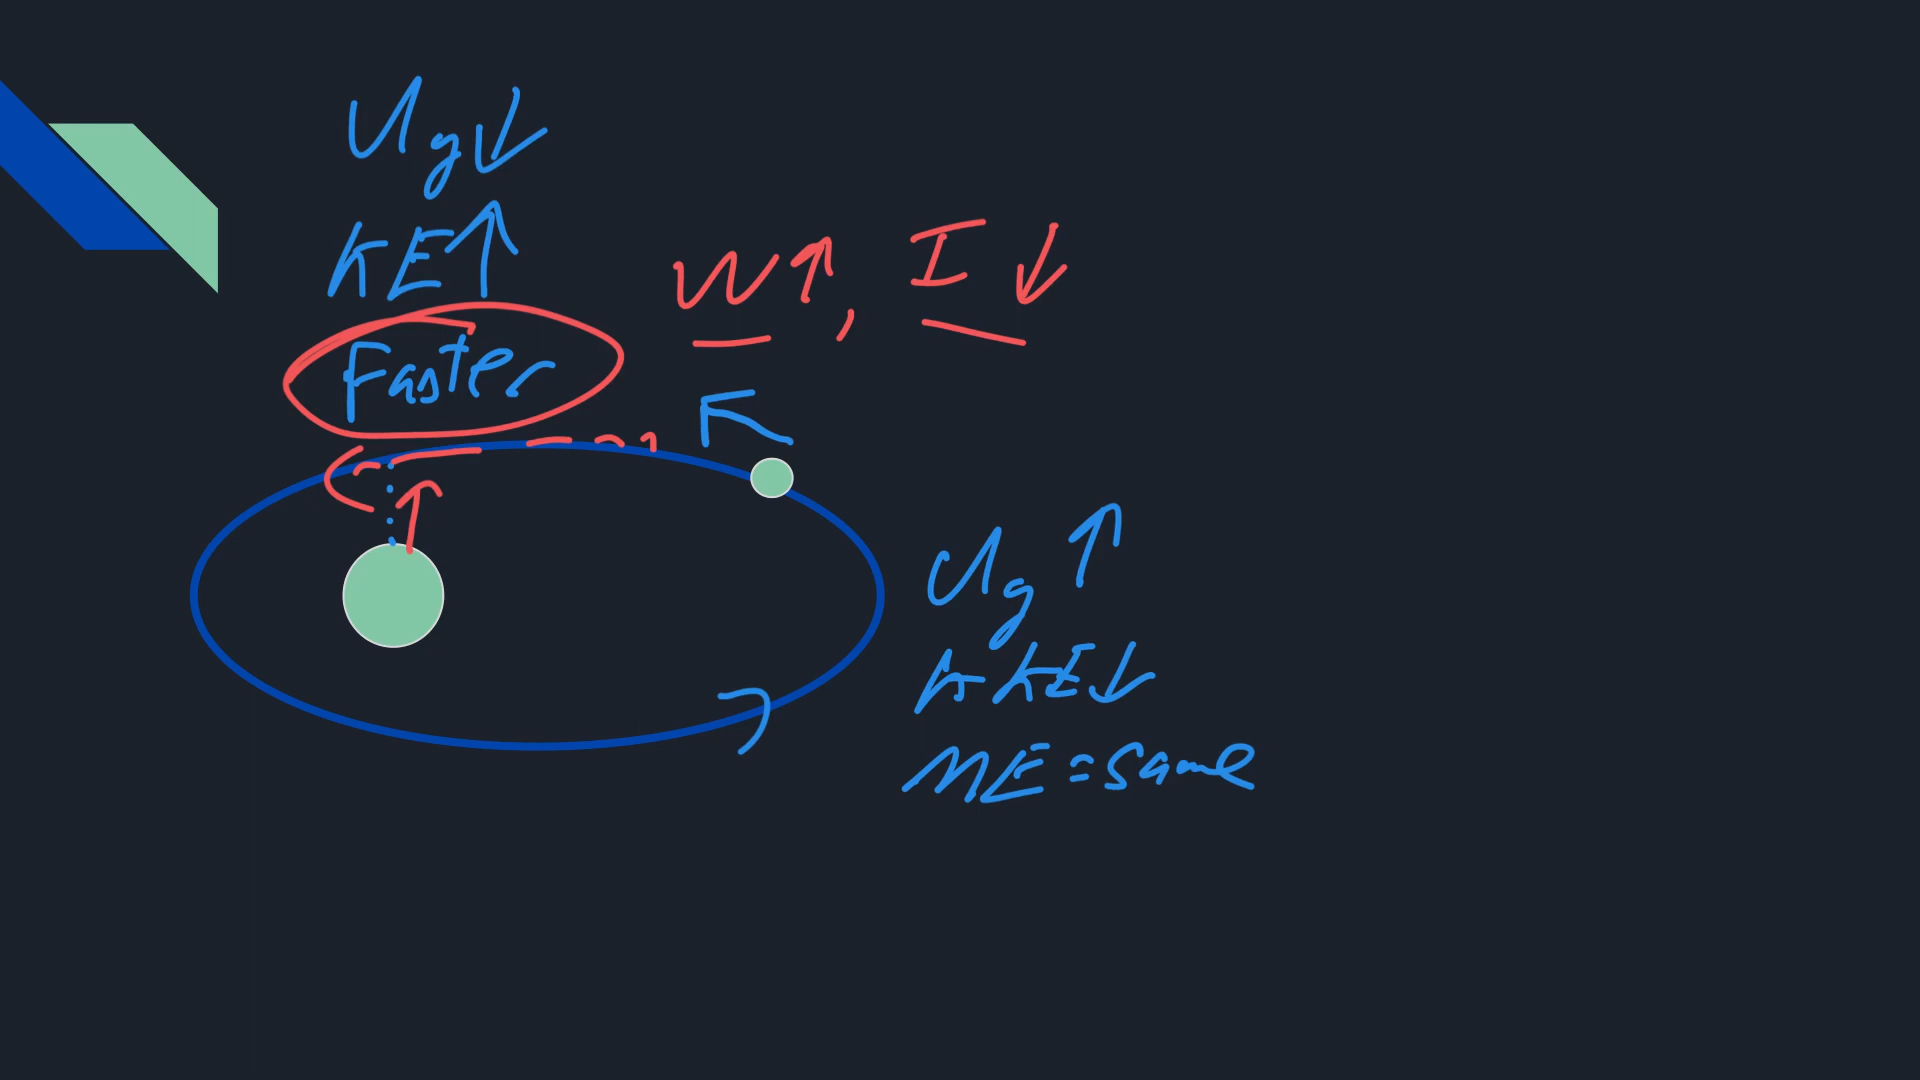 Ug↓
KE↑
Faster
W↑, I↓
Ug↑
KE↓
ME=Same